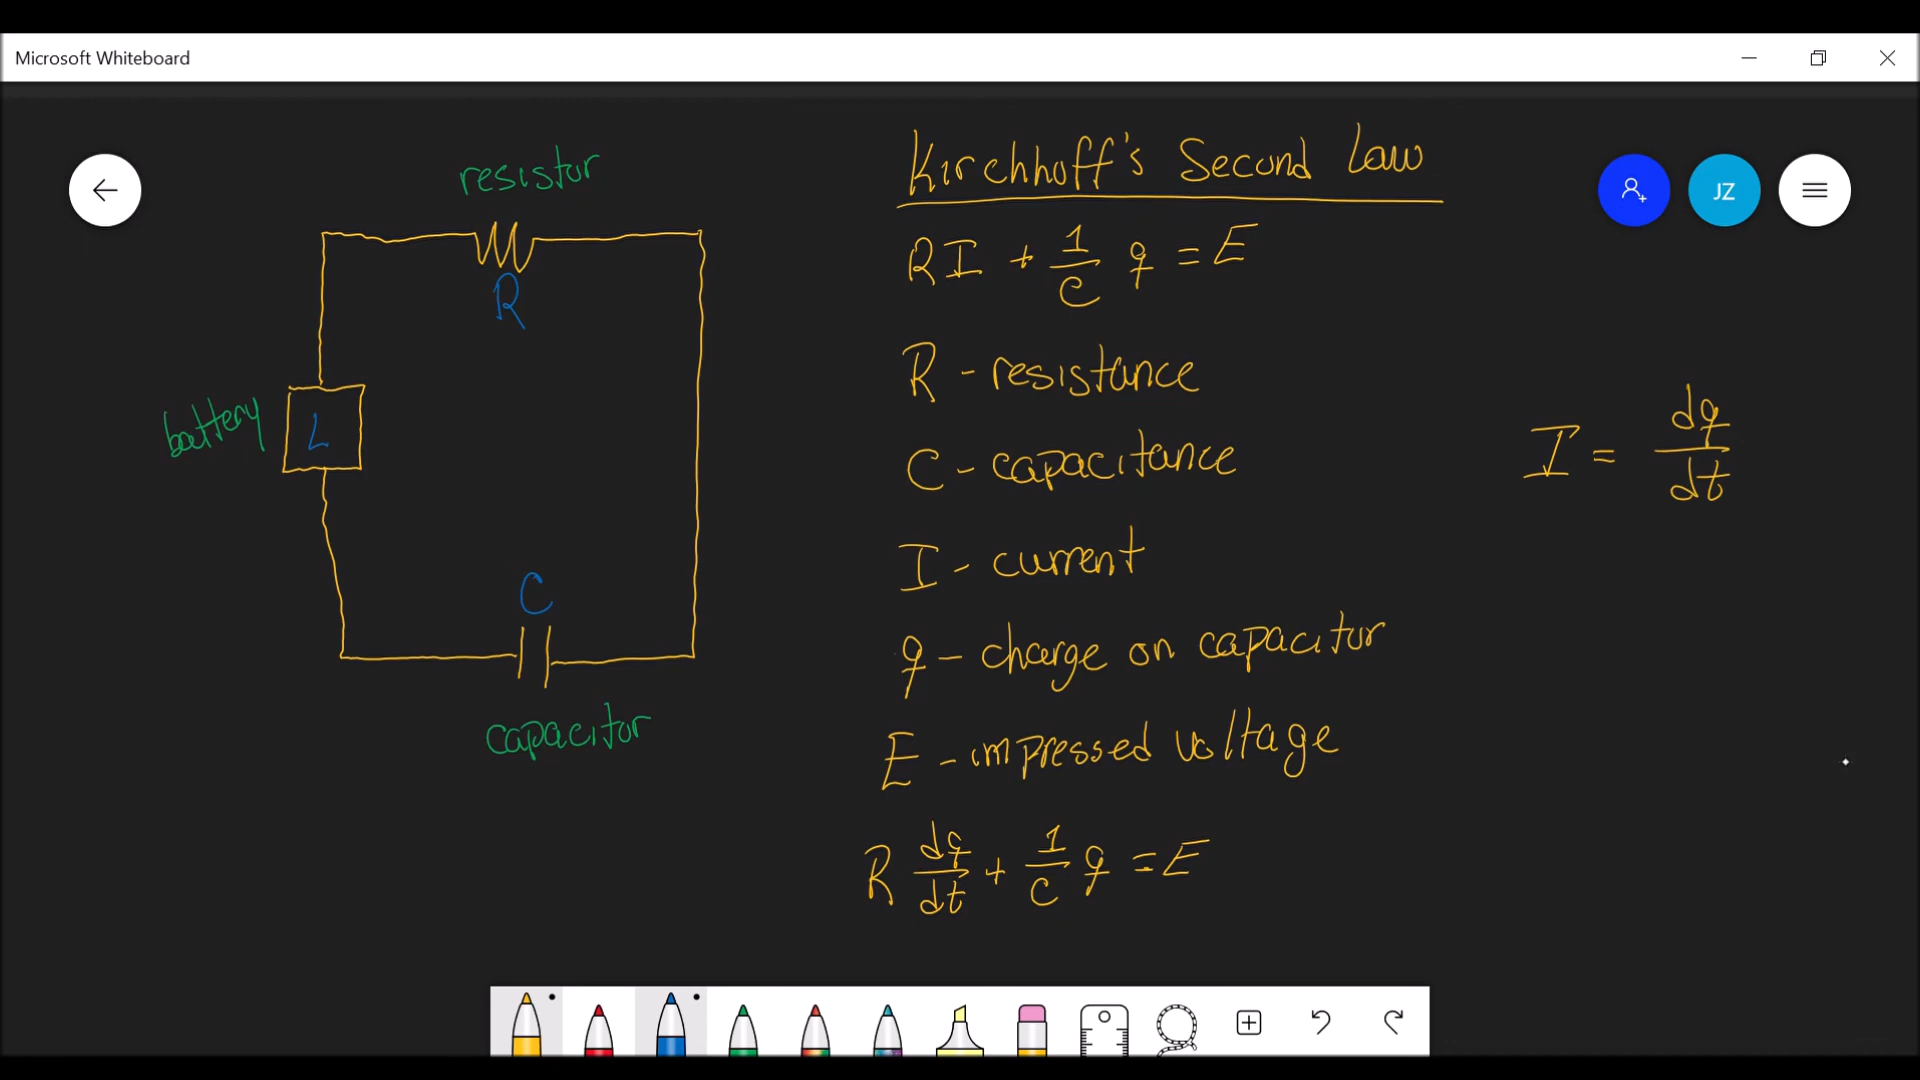 Microsoft Whiteboard
resistor
R
battery
L
C
capacitor
Kirchhoff's Second Law
RI + 1/C q = E
R - resistance
C - capacitance
I - current
q - charge on capacitor
E - impressed voltage
R dq/dt + 1/C q = E
I = dq/dt
JZ